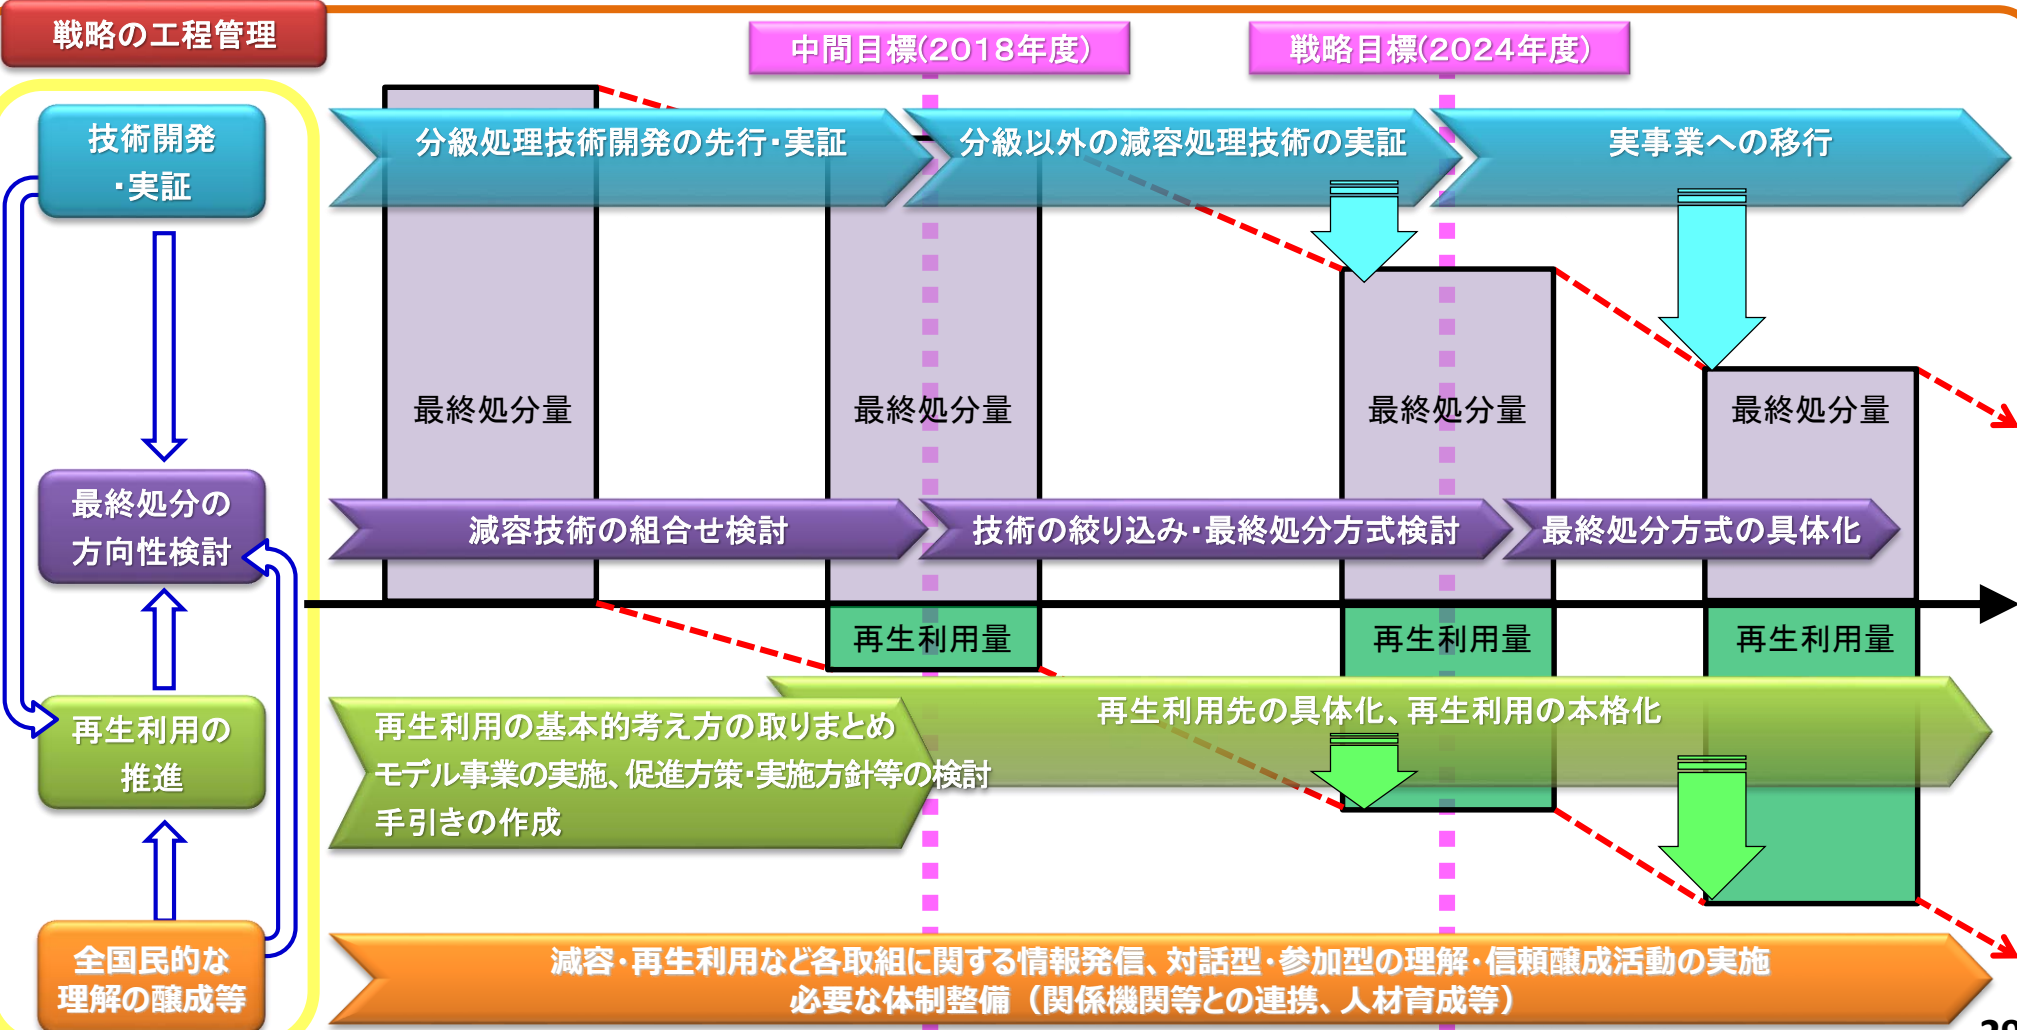 戦略の工程管理
中間目標(2018年度)
戦略目標(2024年度)
技術開発
・実証
分級処理技術開発の先行・実証
分級以外の減容処理技術の実証
実事業への移行
最終処分量
最終処分量
最終処分量
最終処分量
最終処分の
方向性検討
減容技術の組合せ検討
技術の絞り込み・最終処分方式検討
最終処分方式の具体化
再生利用量
再生利用量
再生利用量
再生利用の
推進
再生利用の基本的考え方の取りまとめ
モデル事業の実施、促進方策・実施方針等の検討
手引きの作成
再生利用先の具体化、再生利用の本格化
全国民的な
理解の醸成等
減容・再生利用など各取組に関する情報発信、対話型・参加型の理解・信頼醸成活動の実施
必要な体制整備（関係機関等との連携、人材育成等）